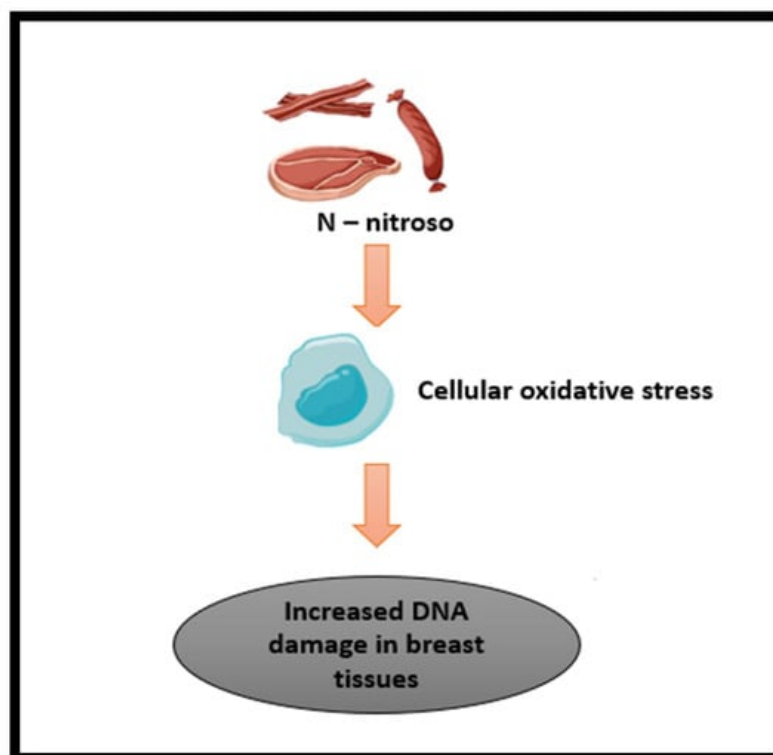 N – nitroso
Cellular oxidative stress
Increased DNA
damage in breast
tissues